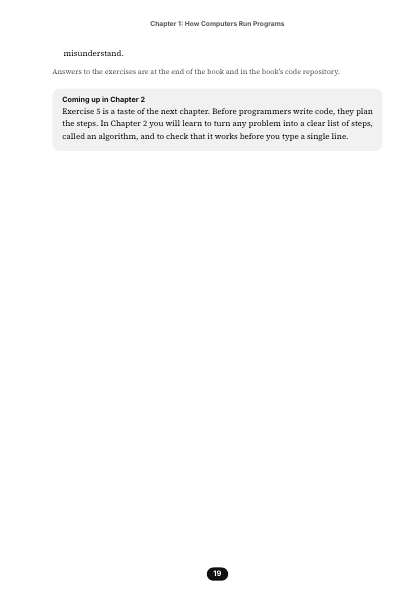 Chapter 1: How Computers Run Programs
misunderstand.
Answers to the exercises are at the end of the book and in the book's code repository.
Coming up in Chapter 2
Exercise 5 is a taste of the next chapter. Before programmers write code, they plan
the steps. In Chapter 2 you will learn to turn any problem into a clear list of steps,
called an algorithm, and to check that it works before you type a single line.
19